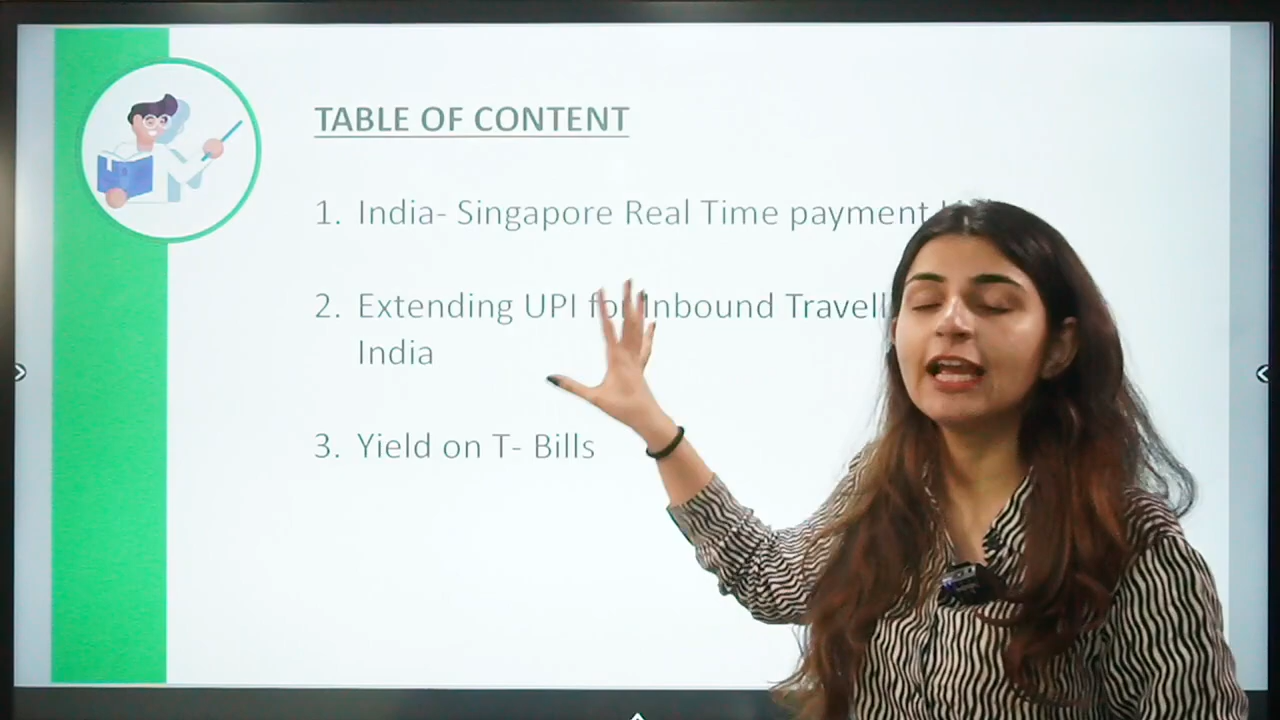 TABLE OF CONTENT
1. India- Singapore Real Time payment
2. Extending UPI for Inbound
India
3. Yield on T- Bills